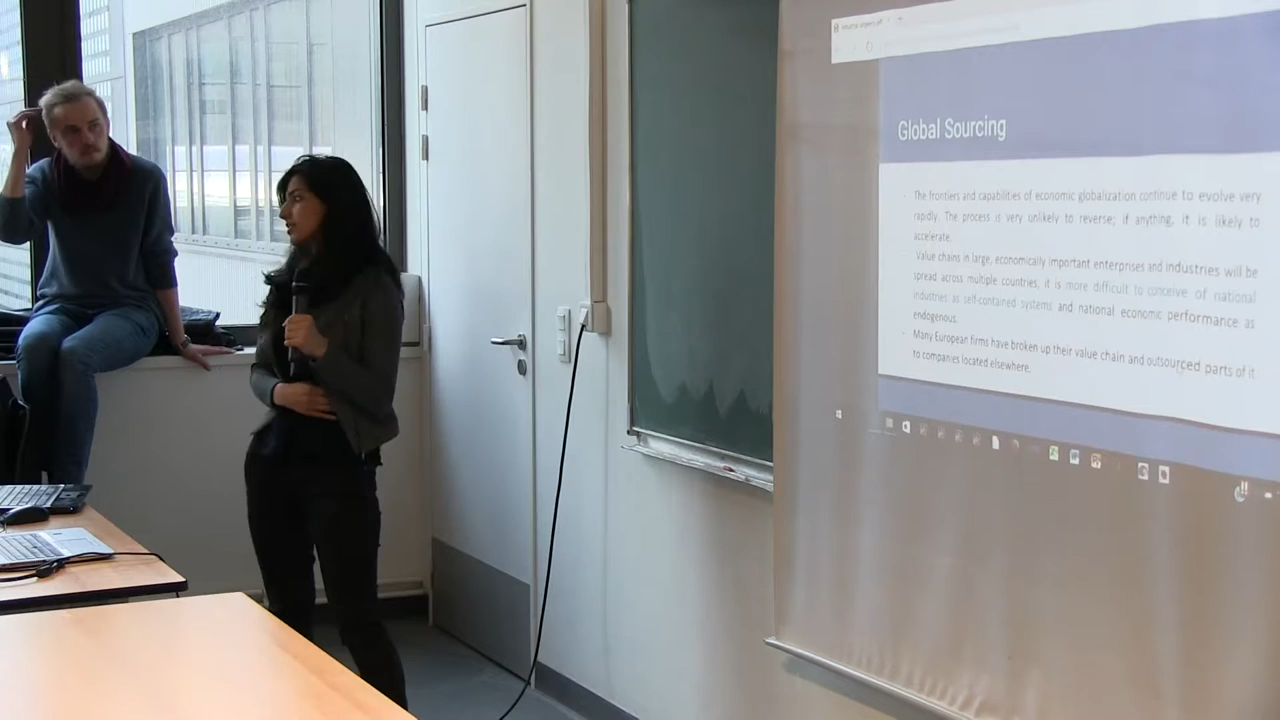 Global Sourcing
- The frontiers and capabilities of economic globalization continue to evolve very
rapidly. The process is very unlikely to reverse; if anything, it is likely to
accelerate.
- Value chains in large, economically important enterprises and industries will be
spread across multiple countries; it is more difficult to conceive of national
industries as self-contained systems and national economic performance as
endogenous.
- Many European firms have broken up their value chain and outsourced parts of it
to companies located elsewhere.